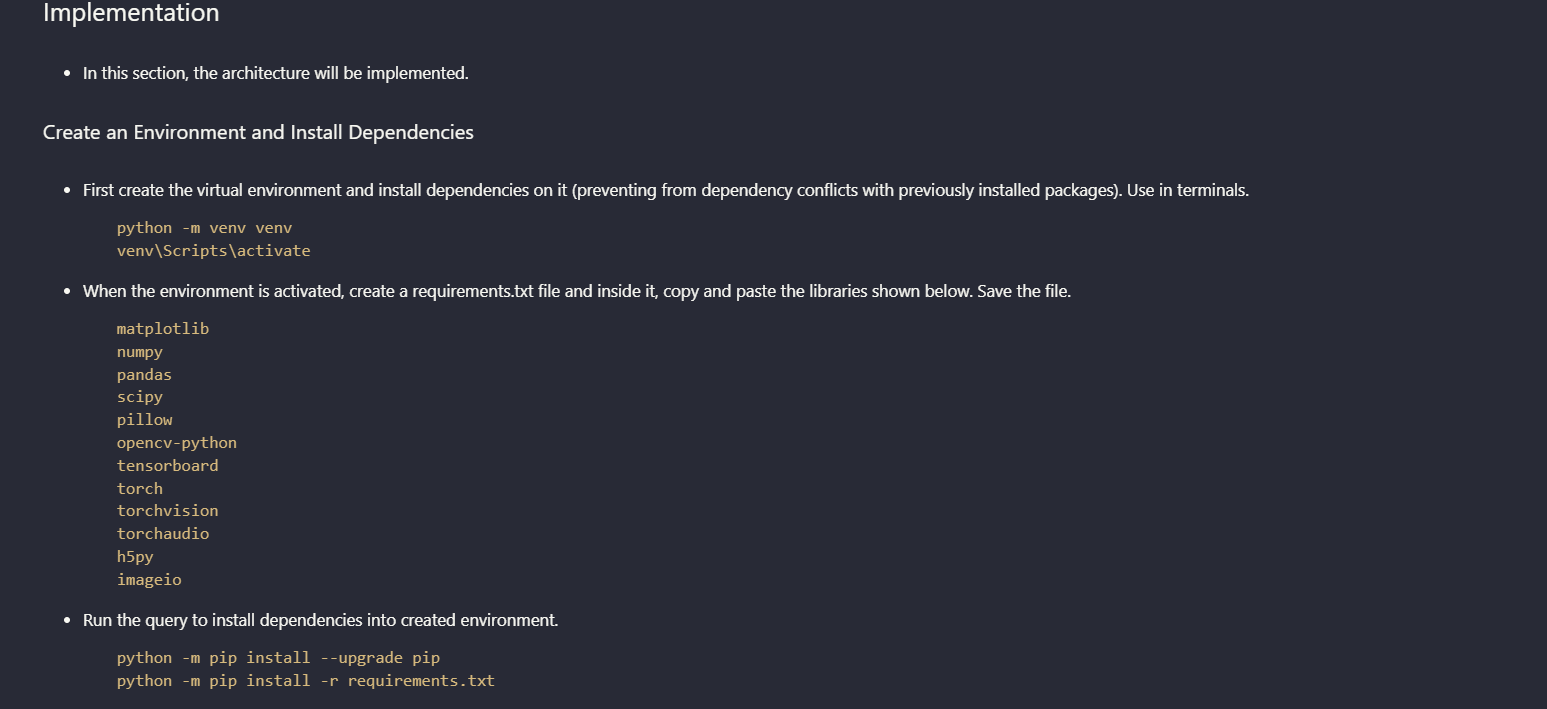 Implementation
• In this section, the architecture will be implemented.
Create an Environment and Install Dependencies
• First create the virtual environment and install dependencies on it (preventing from dependency conflicts with previously installed packages). Use in terminals.
python -m venv venv
venv\Scripts\activate
• When the environment is activated, create a requirements.txt file and inside it, copy and paste the libraries shown below. Save the file.
matplotlib
numpy
pandas
scipy
pillow
opencv-python
tensorboard
torch
torchvision
torchaudio
h5py
imageio
• Run the query to install dependencies into created environment.
python -m pip install --upgrade pip
python -m pip install -r requirements.txt